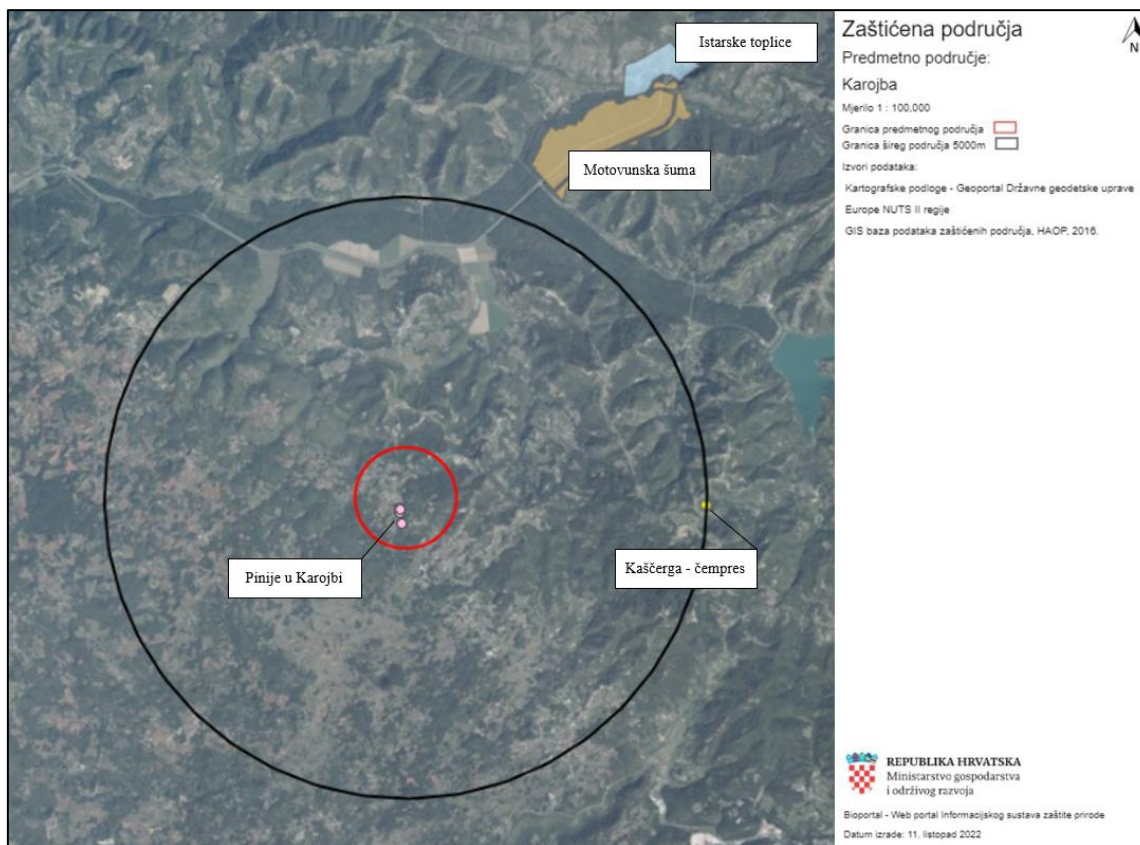 Istarske toplice
Motovunska šuma
Pinije u Karojbi
Kaščerga - čempres
Zaštićena područja
N
Predmetno područje:
Karojba
Mjerilo 1 : 100,000
Granica predmetnog područja
Granica šireg područja 5000m
Izvori podataka:
Kartografske podloge - Geoportal Državne geodetske uprave
Europe NUTS II regije
GIS baza podataka zaštićenih područja, HAOP, 2016.
REPUBLIKA HRVATSKA
Ministarstvo gospodarstva
i održivog razvoja
Bioportal - Web portal Informacijskog sustava zaštite prirode
Datum izrade: 11. listopad 2022